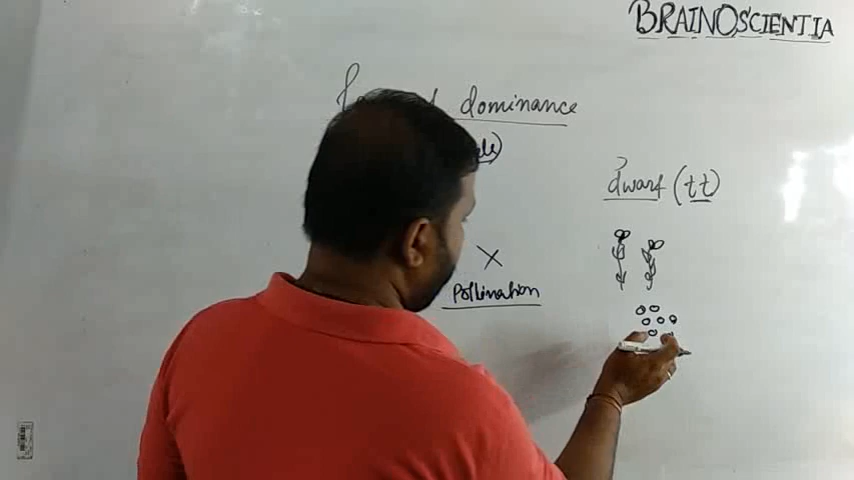 BRAINOSCIENTIA
dominance
dwarf (tt)
X
Pollination